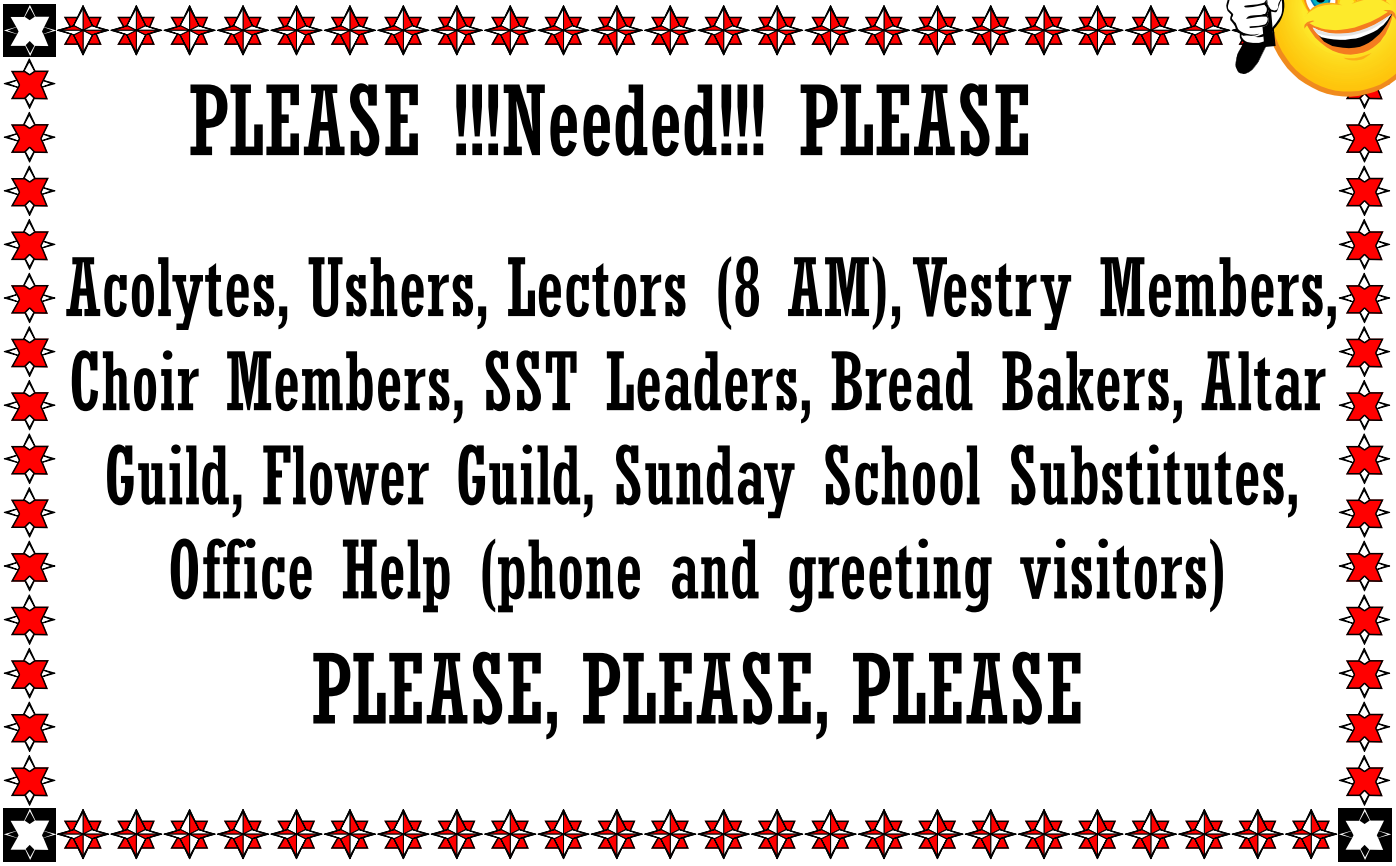 PLEASE !!!Needed!!! PLEASE
Acolytes, Ushers, Lectors (8 AM), Vestry Members,
Choir Members, SST Leaders, Bread Bakers, Altar
Guild, Flower Guild, Sunday School Substitutes,
Office Help (phone and greeting visitors)
PLEASE, PLEASE, PLEASE